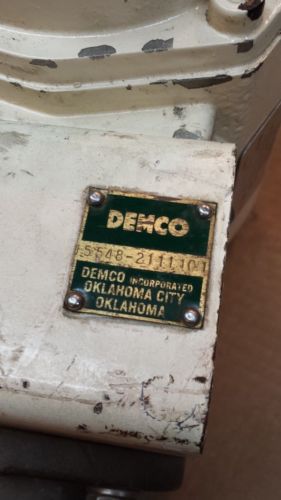 DEMCO
5548-2111101
DEMCO INCORPORATED
OKLAHOMA CITY
OKLAHOMA